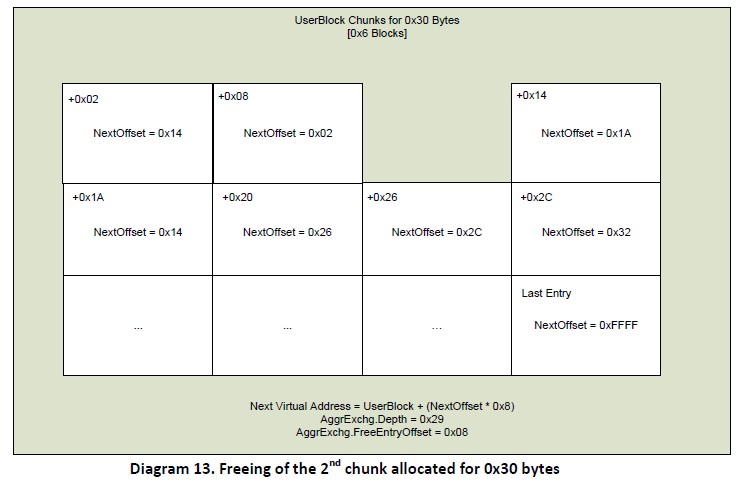 UserBlock Chunks for 0x30 Bytes
[0x6 Blocks]
+0x02
NextOffset = 0x14
+0x08
NextOffset = 0x02
+0x14
NextOffset = 0x1A
+0x1A
NextOffset = 0x14
+0x20
NextOffset = 0x26
+0x26
NextOffset = 0x2C
+0x2C
NextOffset = 0x32
...
...
...
Last Entry
NextOffset = 0xFFFF
Next Virtual Address = UserBlock + (NextOffset * 0x8)
AggrExchg.Depth = 0x29
AggrExchg.FreeEntryOffset = 0x08
Diagram 13. Freeing of the 2nd chunk allocated for 0x30 bytes